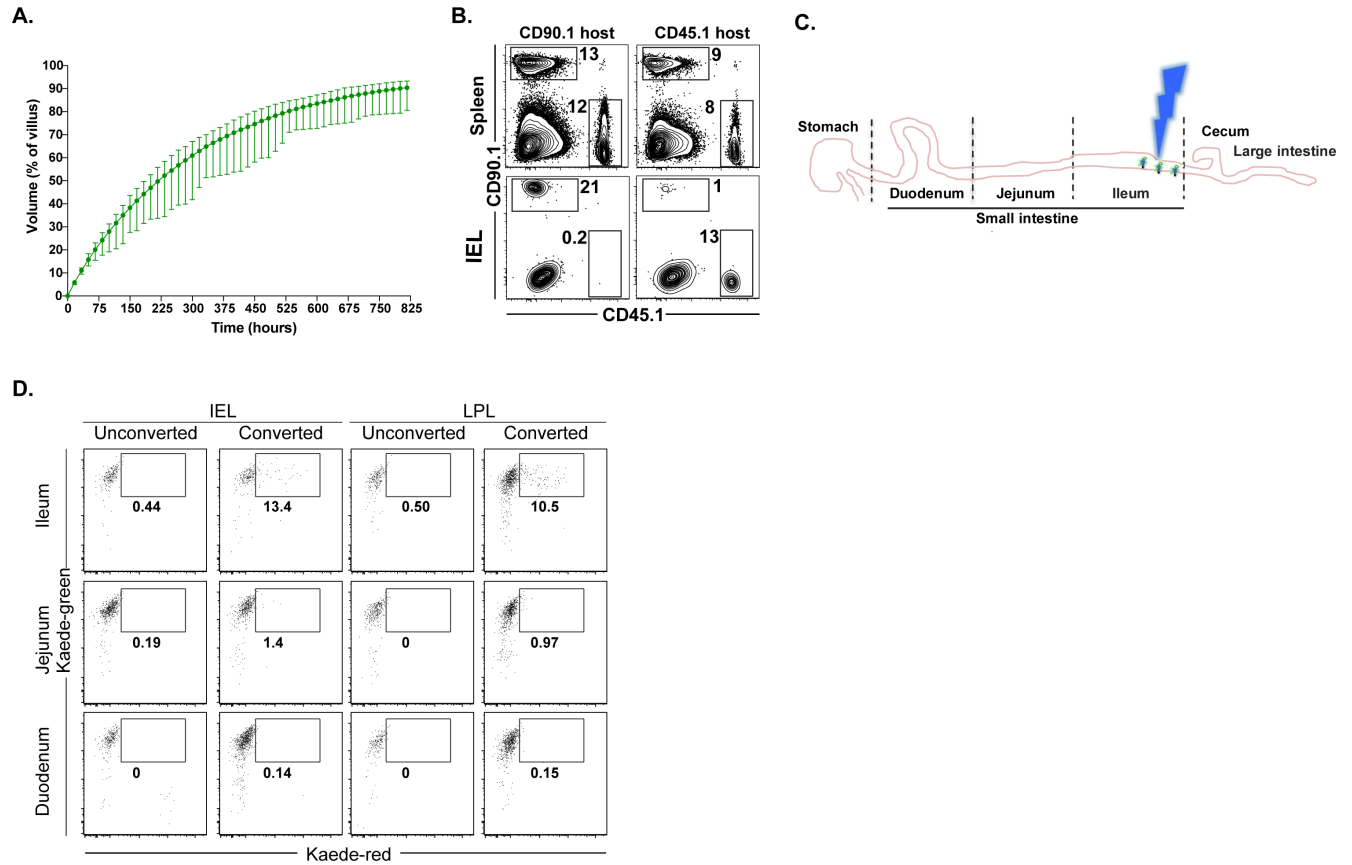 A.
100
90
80
70
60
50
40
30
20
10
0
Volume (% of villus)
0 75 150 225 300 375 450 525 600 675 750 825
Time (hours)
B.
CD90.1 host CD45.1 host
13 9
12 8
21 1
0.2 13
Spleen
IEL
CD90.1
CD45.1
C.
Stomach
Cecum
Large intestine
Duodenum Jejunum Ileum
Small intestine
D.
IEL LPL
Unconverted Converted Unconverted Converted
Ileum
0.44 13.4 0.50 10.5
Jejunum
Kaede-green
0.19 1.4 0 0.97
Duodenum
0 0.14 0 0.15
Kaede-red